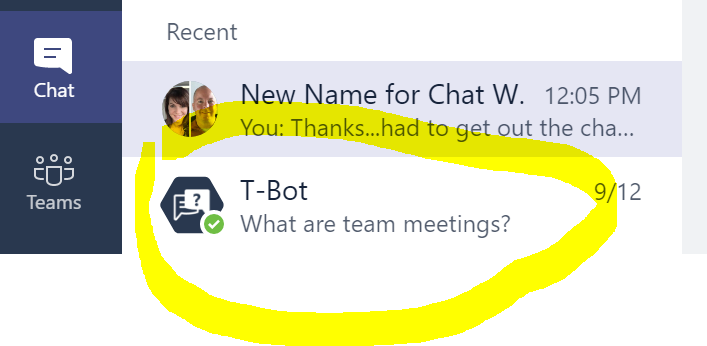 Recent
Chat
New Name for Chat W. 12:05 PM
You: Thanks...had to get out the cha...
Teams
T-Bot 9/12
What are team meetings?